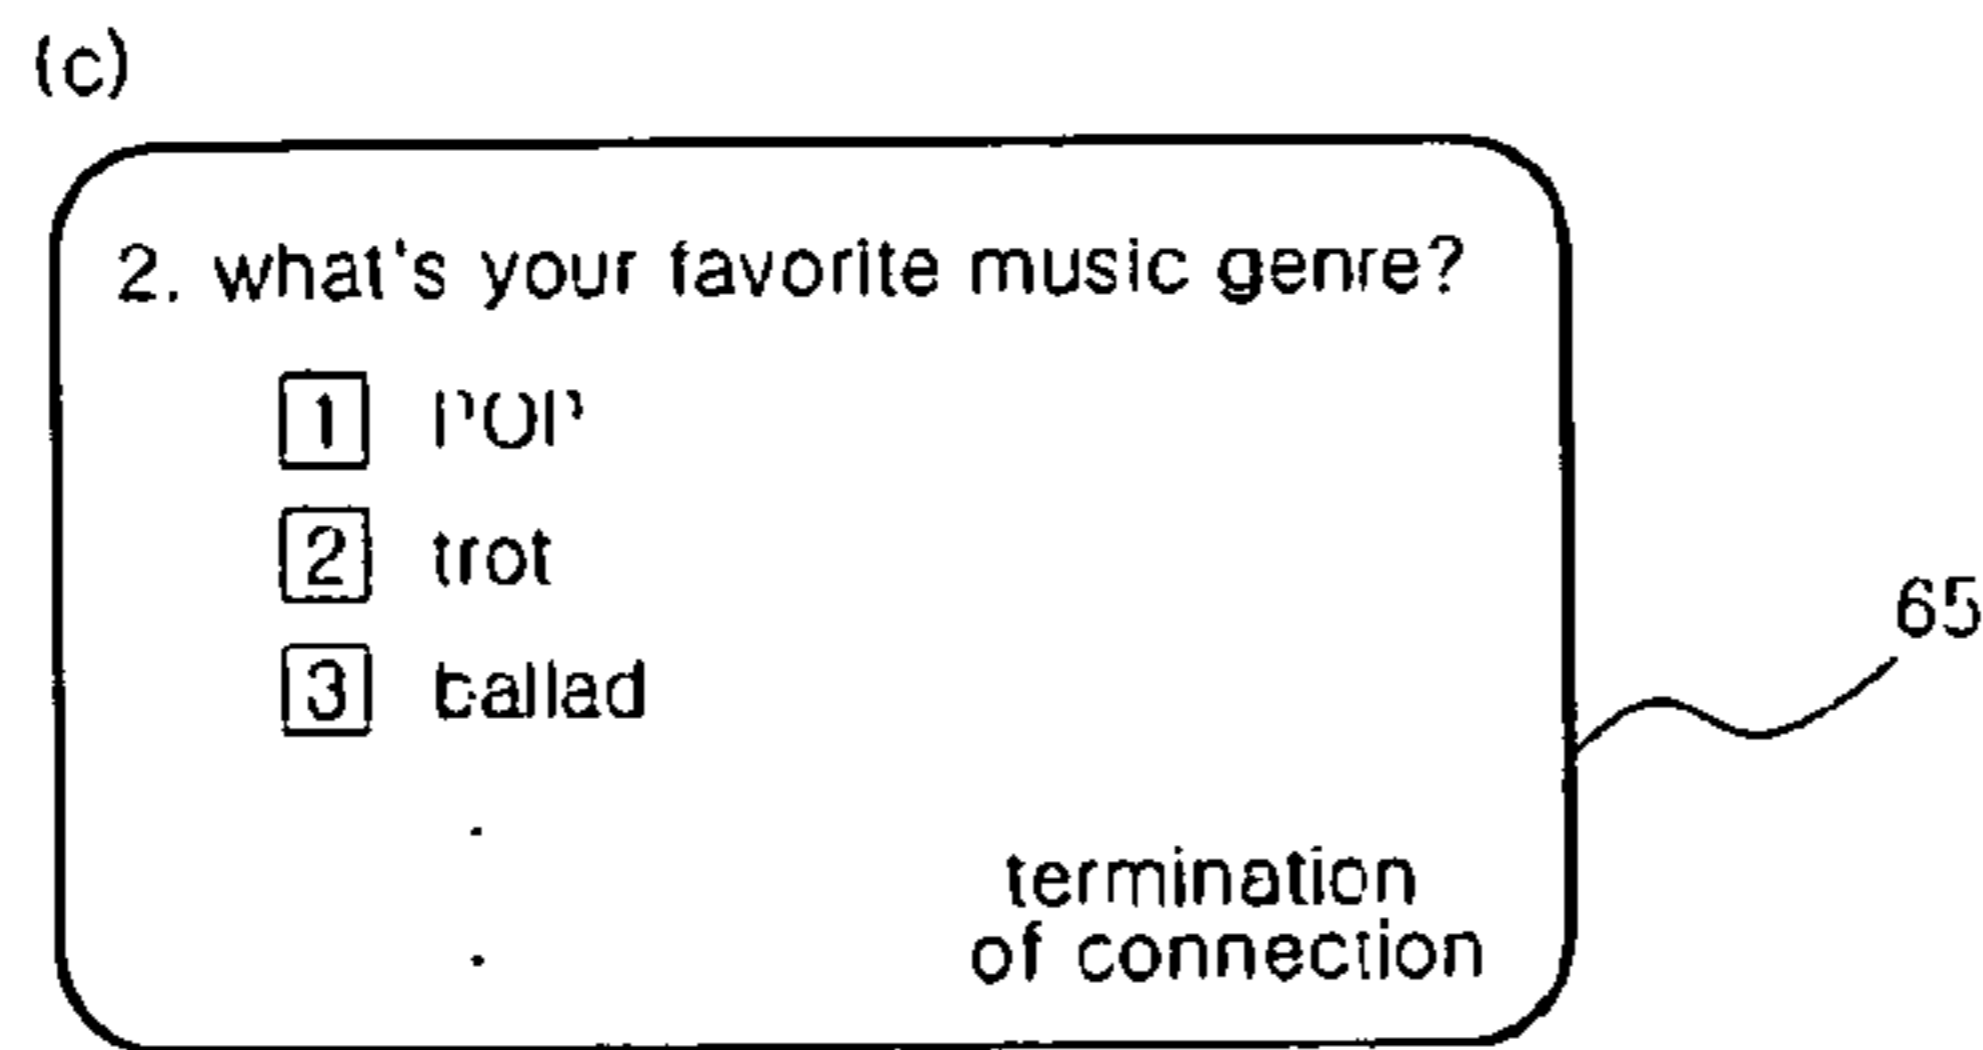 (c)
2. what's your favorite music genre?
1 POP
2 trot
3 ballad
.
.
termination
of connection
65